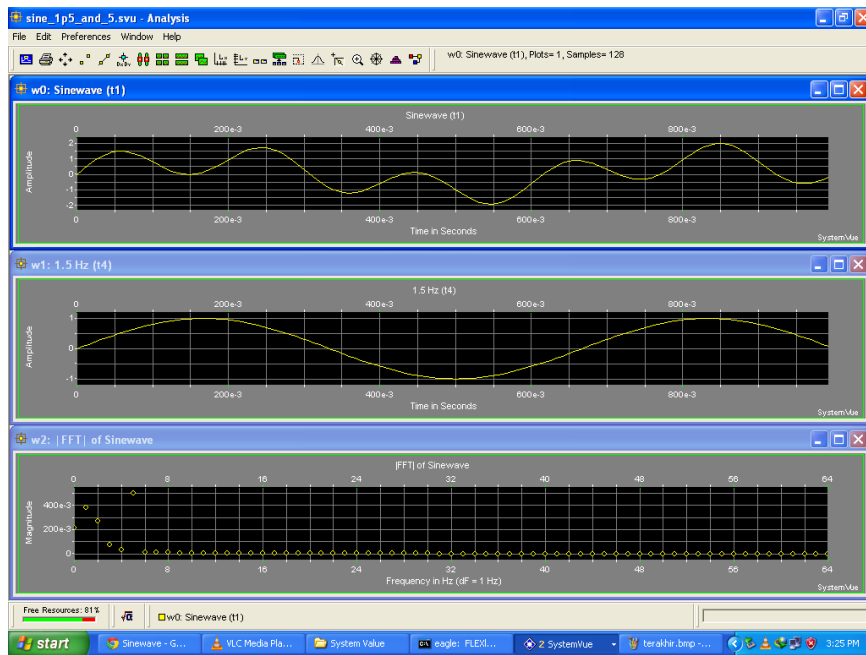 sine_1p5_and_5.svu - Analysis
File Edit Preferences Window Help
w0: Sinewave (t1), Plots= 1, Samples= 128
w0: Sinewave (t1)
Sinewave (t1)
0 200e-3 400e-3 600e-3 800e-3
2
1
0
-1
-2
Amplitude
0 200e-3 400e-3 600e-3 800e-3
Time in Seconds
SystemVue
w1: 1.5 Hz (t4)
1.5 Hz (t4)
0 200e-3 400e-3 600e-3 800e-3
1
0
-1
Amplitude
0 200e-3 400e-3 600e-3 800e-3
Time in Seconds
SystemVue
w2: |FFT| of Sinewave
|FFT| of Sinewave
0 8 16 24 32 40 48 56 64
400e-3
200e-3
0
Magnitude
0 8 16 24 32 40 48 56 64
Frequency in Hz (dF = 1 Hz)
SystemVue
Free Resources: 81%
√α
w0: Sinewave (t1)
start Sinewave - G... VLC Media Pla... System Value eagle: FLEXl... 2 SystemVue terakhir.bmp -... 3:25 PM